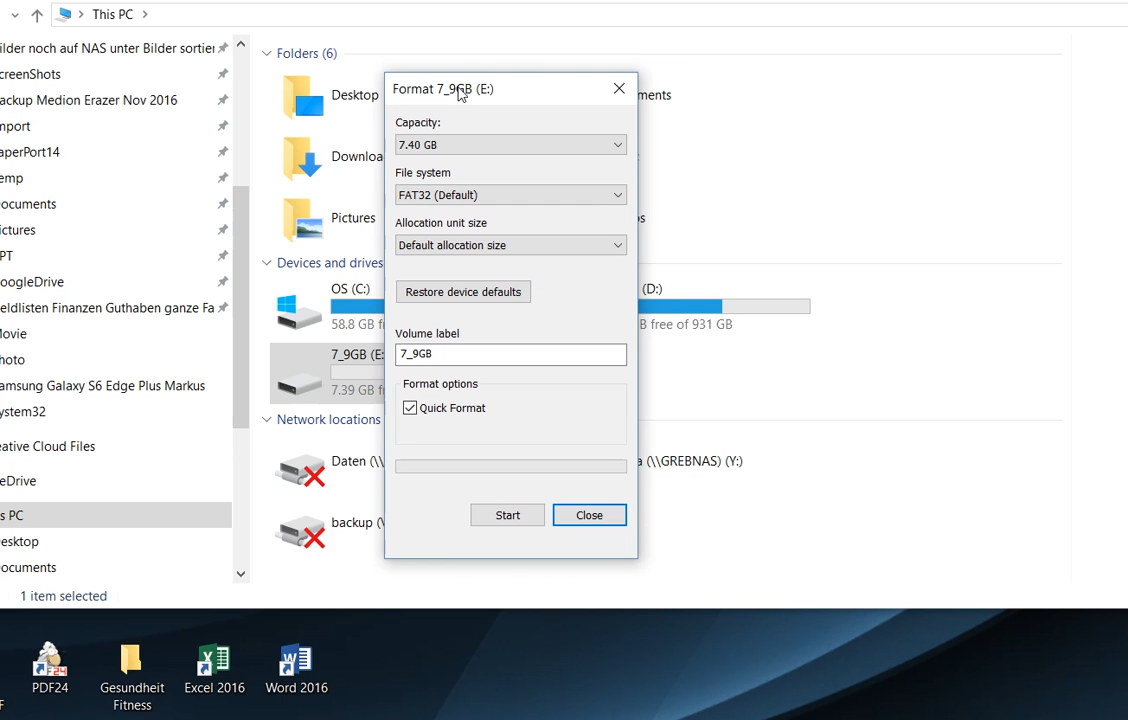 This PC
ilder noch auf NAS unter Bilder sortier
creenShots
ackup Medion Erazer Nov 2016
mport
aperPort14
emp
ocuments
ictures
PT
oogleDrive
eldlisten Finanzen Guthaben ganze Fa
Movie
hoto
amsung Galaxy S6 Edge Plus Markus
ystem32
eative Cloud Files
eDrive
s PC
esktop
ocuments
1 item selected
Folders (6)
Desktop
ments
Downloa
Pictures
os
Devices and drives
OS (C:)
58.8 GB f
(D:)
B free of 931 GB
7_9GB (E:
7.39 GB f
Network locations
Daten (\\
a (\\GREBNAS) (Y:)
backup (\
Format 7_9GB (E:)
Capacity:
7.40 GB
File system
FAT32 (Default)
Allocation unit size
Default allocation size
Restore device defaults
Volume label
7_9GB
Format options
Quick Format
Start
Close
F24
PDF24
Gesundheit
Fitness
Excel 2016
Word 2016
F